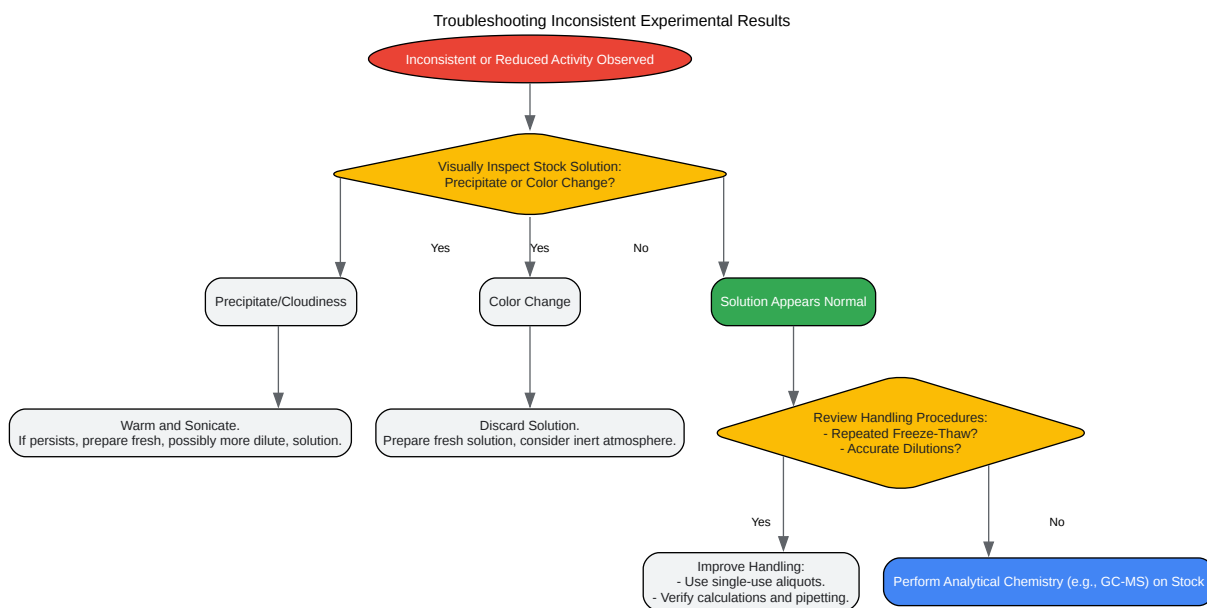 Troubleshooting Inconsistent Experimental Results
Inconsistent or Reduced Activity Observed
Visually Inspect Stock Solution:
Precipitate or Color Change?
Yes
Yes
No
Precipitate/Cloudiness
Color Change
Solution Appears Normal
Warm and Sonicate.
If persists, prepare fresh, possibly more dilute, solution.
Discard Solution.
Prepare fresh solution, consider inert atmosphere.
Review Handling Procedures:
- Repeated Freeze-Thaw?
- Accurate Dilutions?
Yes
No
Improve Handling:
- Use single-use aliquots.
- Verify calculations and pipetting.
Perform Analytical Chemistry (e.g., GC-MS) on Stock